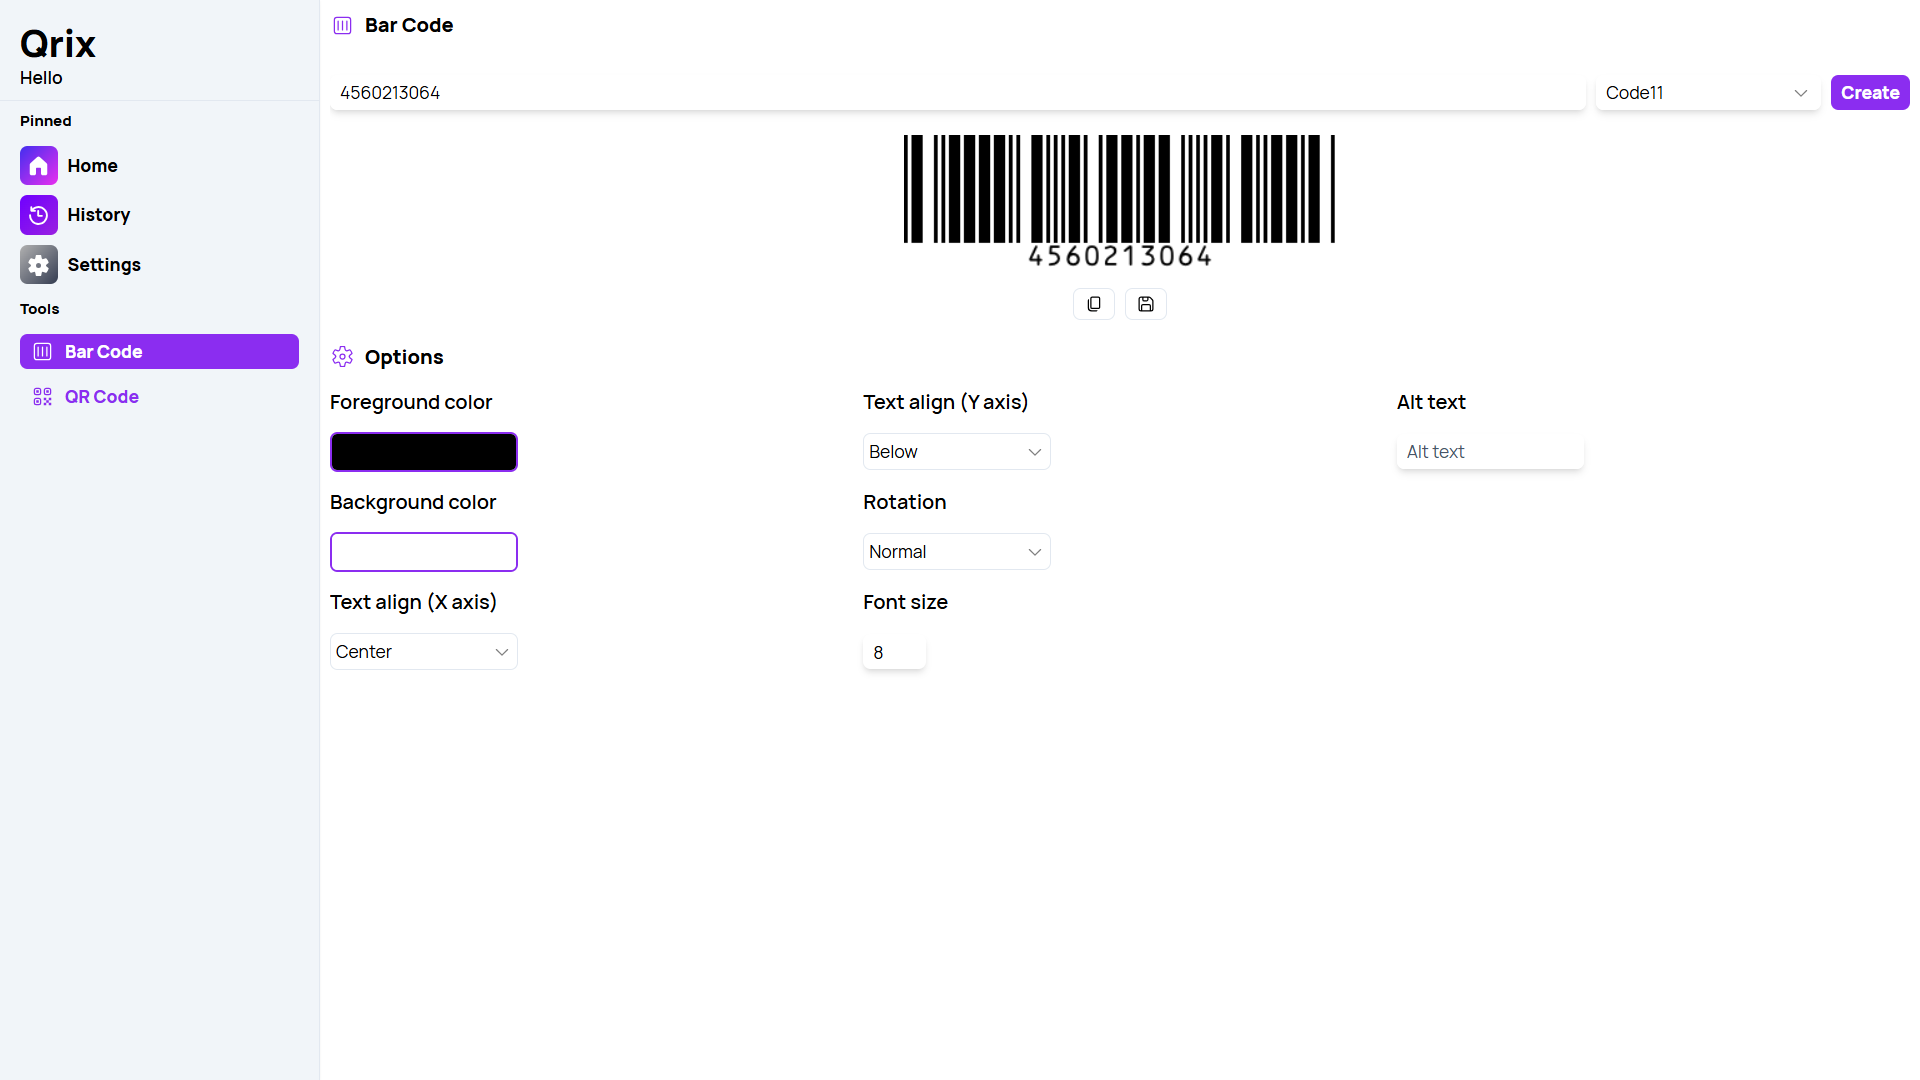 Qrix
Hello
Pinned
Home
History
Settings
Tools
Bar Code
QR Code
Bar Code
4560213064
Code11
Create
4560213064
Options
Foreground color
Text align (Y axis)
Below
Alt text
Alt text
Background color
Rotation
Normal
Text align (X axis)
Center
Font size
8